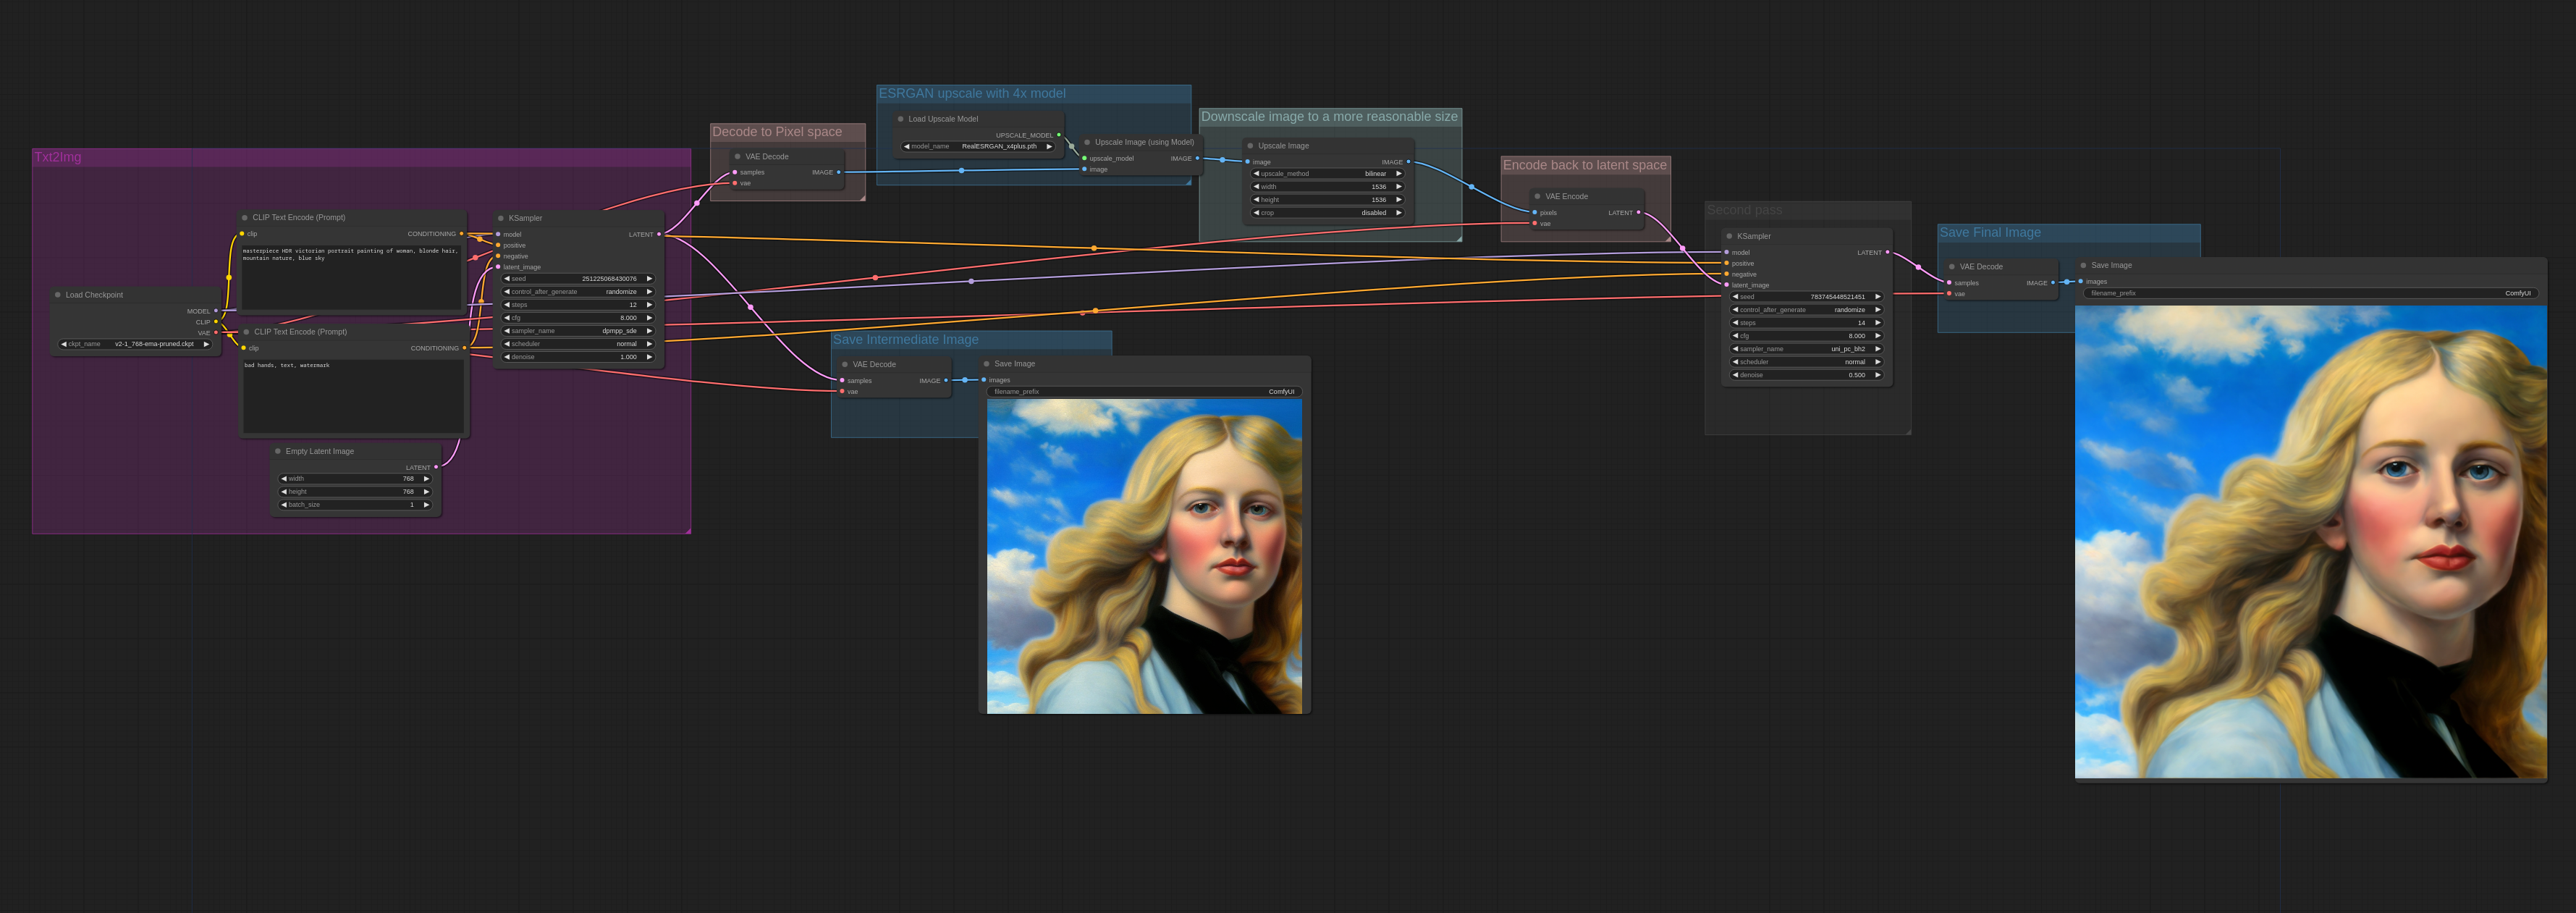 Txt2Img
Load Checkpoint
MODEL
CLIP
VAE
ckpt_name v2-1_768-ema-pruned.ckpt
CLIP Text Encode (Prompt)
clip CONDITIONING
masterpiece HDR victorian portrait painting of woman, blonde hair,
mountain nature, blue sky
CLIP Text Encode (Prompt)
clip CONDITIONING
bad hands, text, watermark
Empty Latent Image
LATENT
width 768
height 768
batch_size 1
KSampler
model LATENT
positive
negative
latent_image
seed 251225068430076
control_after_generate randomize
steps 12
cfg 8.000
sampler_name dpmpp_sde
scheduler normal
denoise 1.000
Decode to Pixel space
VAE Decode
samples IMAGE
vae
ESRGAN upscale with 4x model
Load Upscale Model
UPSCALE_MODEL
model_name RealESRGAN_x4plus.pth
Upscale Image (using Model)
upscale_model IMAGE
image
Downscale image to a more reasonable size
Upscale Image
image IMAGE
upscale_method bilinear
width 1536
height 1536
crop disabled
Encode back to latent space
VAE Encode
pixels LATENT
vae
Save Intermediate Image
VAE Decode
samples IMAGE
vae
Save Image
images
filename_prefix ComfyUI
Second pass
KSampler
model LATENT
positive
negative
latent_image
seed 783745448521451
control_after_generate randomize
steps 14
cfg 8.000
sampler_name uni_pc_bh2
scheduler normal
denoise 0.500
Save Final Image
VAE Decode
samples IMAGE
vae
Save Image
images
filename_prefix ComfyUI